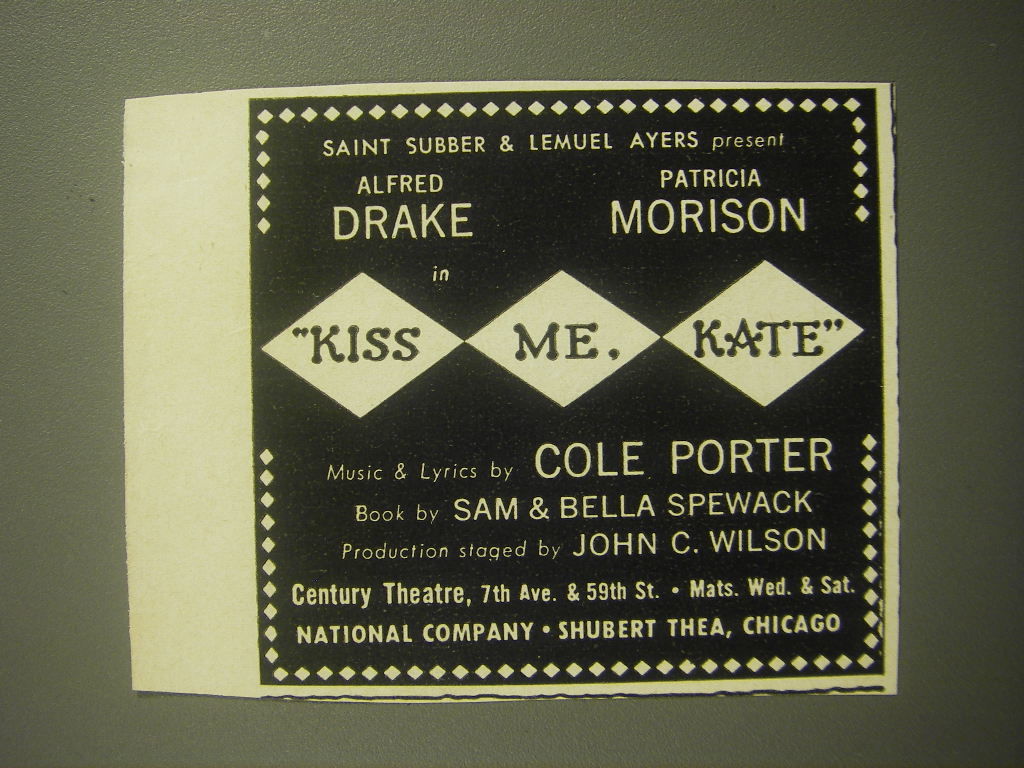 SAINT SUBBER & LEMUEL AYERS present
ALFRED PATRICIA
DRAKE MORISON
in
"KISS ME, KATE"
Music & Lyrics by COLE PORTER
Book by SAM & BELLA SPEWACK
Production staged by JOHN C. WILSON
Century Theatre, 7th Ave. & 59th St. • Mats. Wed. & Sat.
NATIONAL COMPANY • SHUBERT THEA, CHICAGO